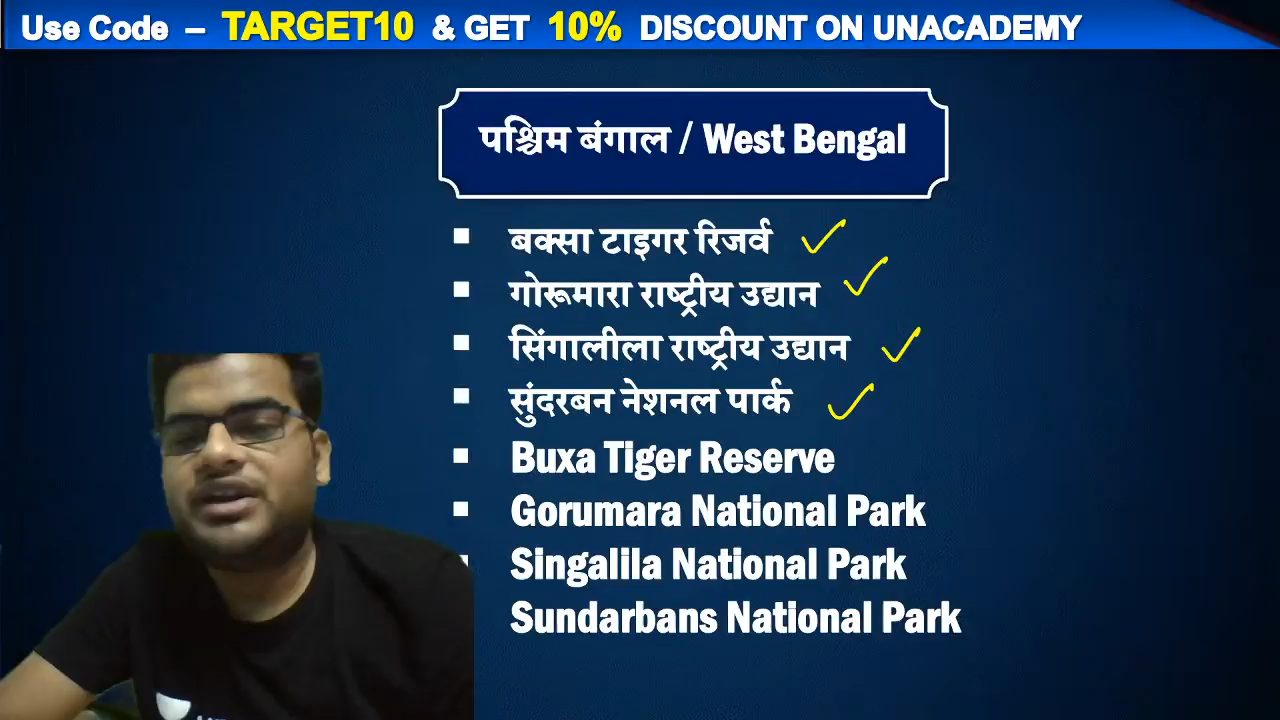 Use Code – TARGET10 & GET 10% DISCOUNT ON UNACADEMY
पश्चिम बंगाल / West Bengal
बक्सा टाइगर रिजर्व
गोरूमारा राष्ट्रीय उद्यान
सिंगालीला राष्ट्रीय उद्यान
सुंदरबन नेशनल पार्क
Buxa Tiger Reserve
Gorumara National Park
Singalila National Park
Sundarbans National Park